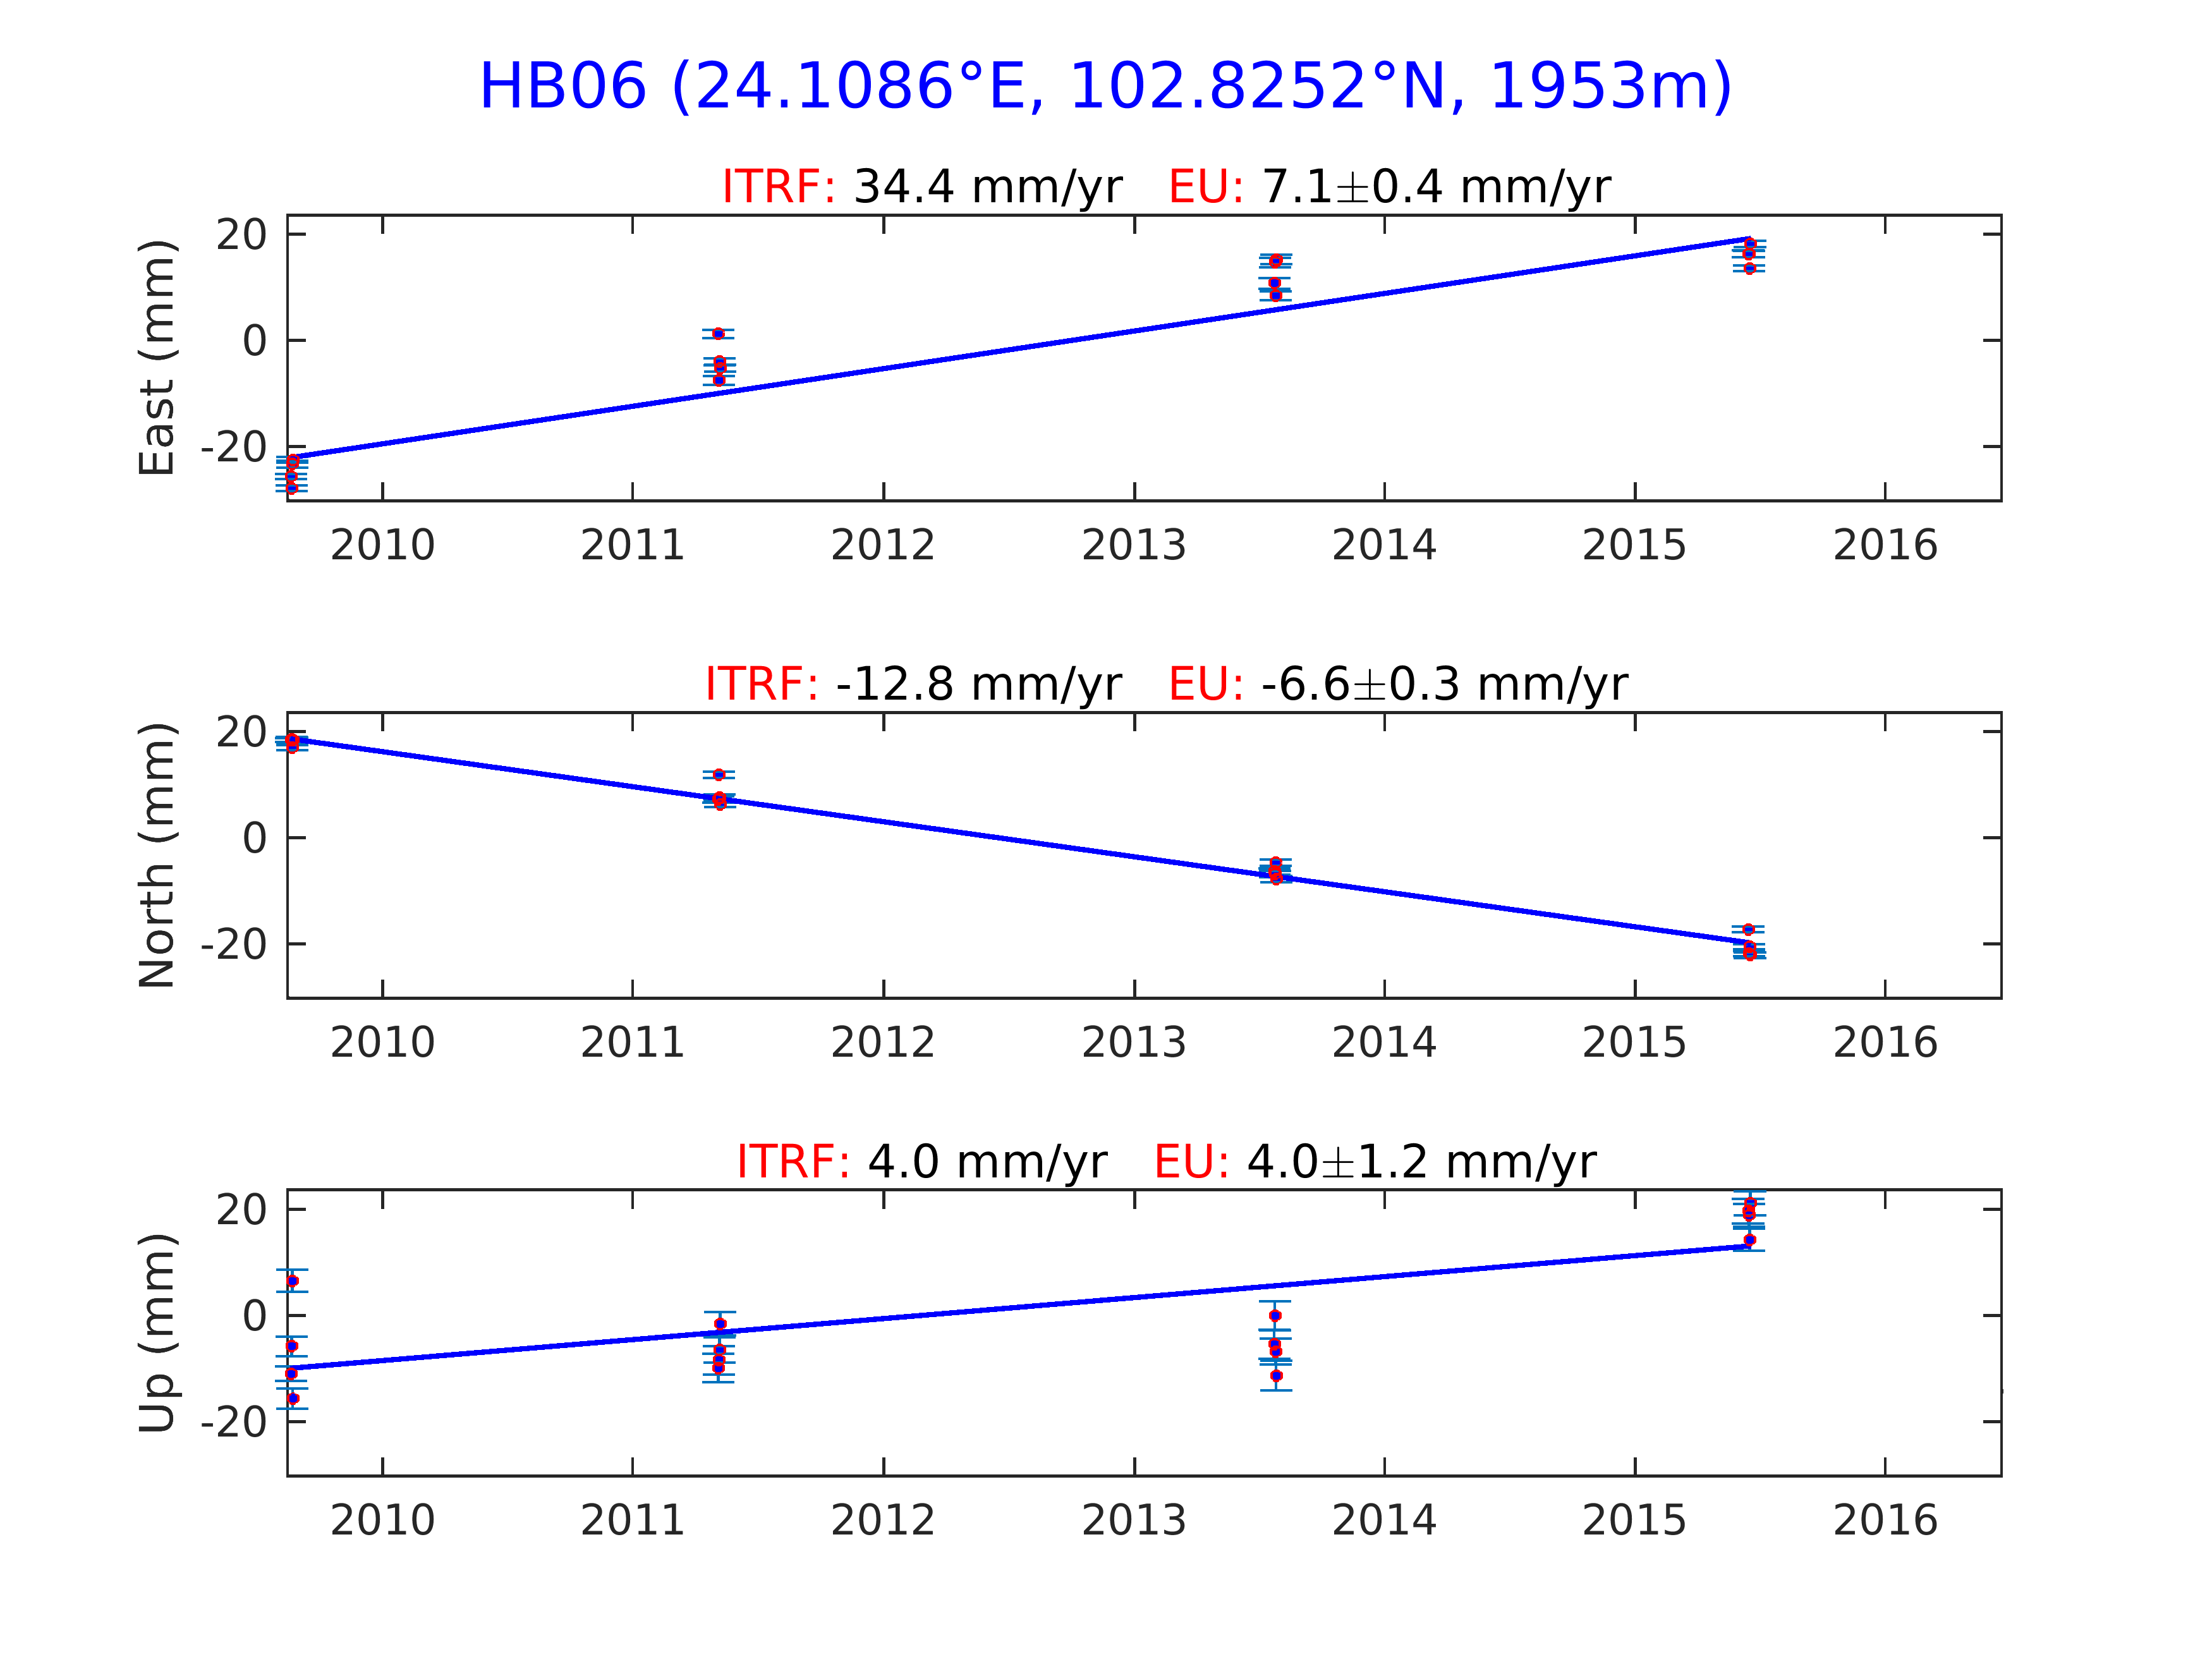 HB06 (24.1086°E, 102.8252°N, 1953m)
ITRF: 34.4 mm/yr EU: 7.1±0.4 mm/yr
East (mm)
20
0
-20
2010 2011 2012 2013 2014 2015 2016
ITRF: -12.8 mm/yr EU: -6.6±0.3 mm/yr
North (mm)
20
0
-20
2010 2011 2012 2013 2014 2015 2016
ITRF: 4.0 mm/yr EU: 4.0±1.2 mm/yr
Up (mm)
20
0
-20
2010 2011 2012 2013 2014 2015 2016